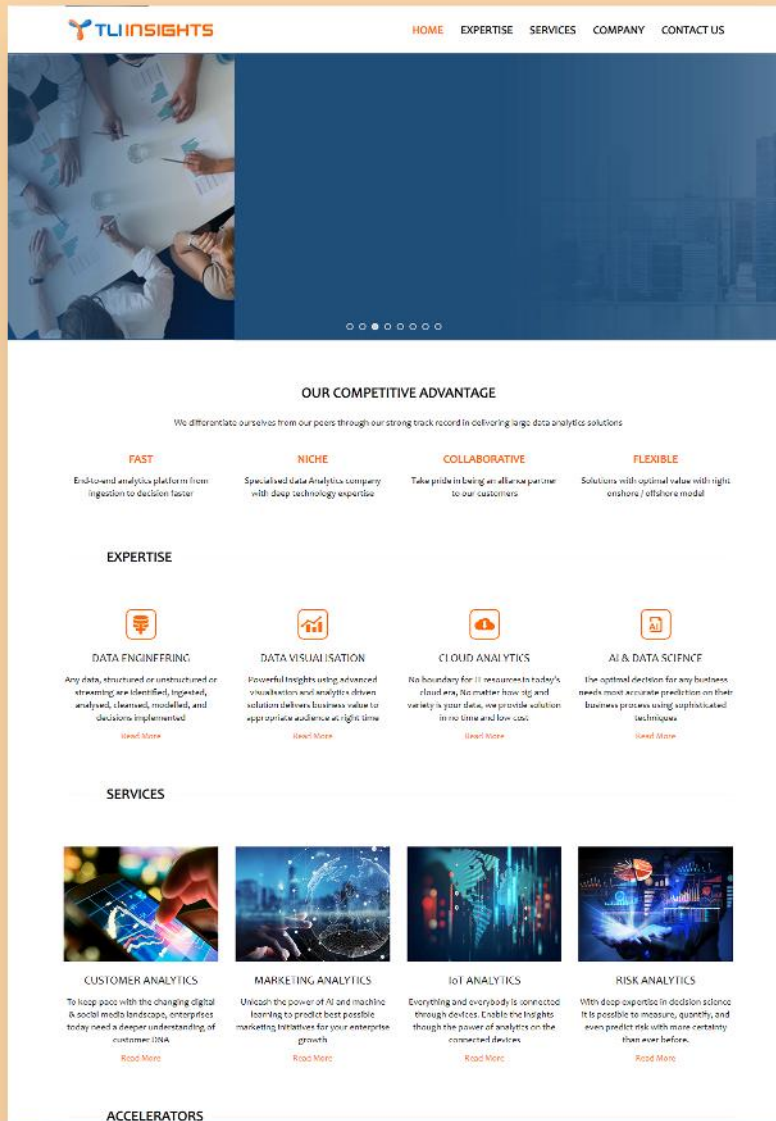 TLI INSIGHTS
HOME EXPERTISE SERVICES COMPANY CONTACT US
OUR COMPETITIVE ADVANTAGE
We differentiate ourselves from our peers through our strong track record in delivering large data analytics solutions
FAST
End-to-end analytics platform from
ingestion to decision faster
NICHE
Specialised data Analytics company
with deep technology expertise
COLLABORATIVE
Take pride in being an alliance partner
to our customers
FLEXIBLE
Solutions with optimal value with right
onshore / offshore model
EXPERTISE
DATA ENGINEERING
Any data, structured or unstructured or
streaming are identified, ingested,
analysed, cleansed, modelled, and
decisions implemented
Read More
DATA VISUALISATION
Powerful Insights using advanced
visualisation and analytics driven
solution delivers business value to
appropriate audience at right time
Read More
CLOUD ANALYTICS
No boundary for IT resources in today's
cloud era, No matter how big and
variety is your data, we provide solution
in no time and low cost
Read More
AI
AI & DATA SCIENCE
The optimal decision for any business
needs most accurate prediction on their
business process using sophisticated
techniques
Read More
SERVICES
CUSTOMER ANALYTICS
To keep pace with the changing digital
& social media landscape, enterprises
today need a deeper understanding of
customer DNA
Read More
MARKETING ANALYTICS
Unleash the power of AI and machine
learning to predict best possible
marketing initiatives for your enterprise
growth
Read More
IoT ANALYTICS
Everything and everybody is connected
through devices. Enable the Insights
though the power of analytics on the
connected devices
Read More
RISK ANALYTICS
With deep expertise in decision science
it is possible to measure, quantify, and
even predict risk with more certainty
than ever before.
Read More
ACCELERATORS